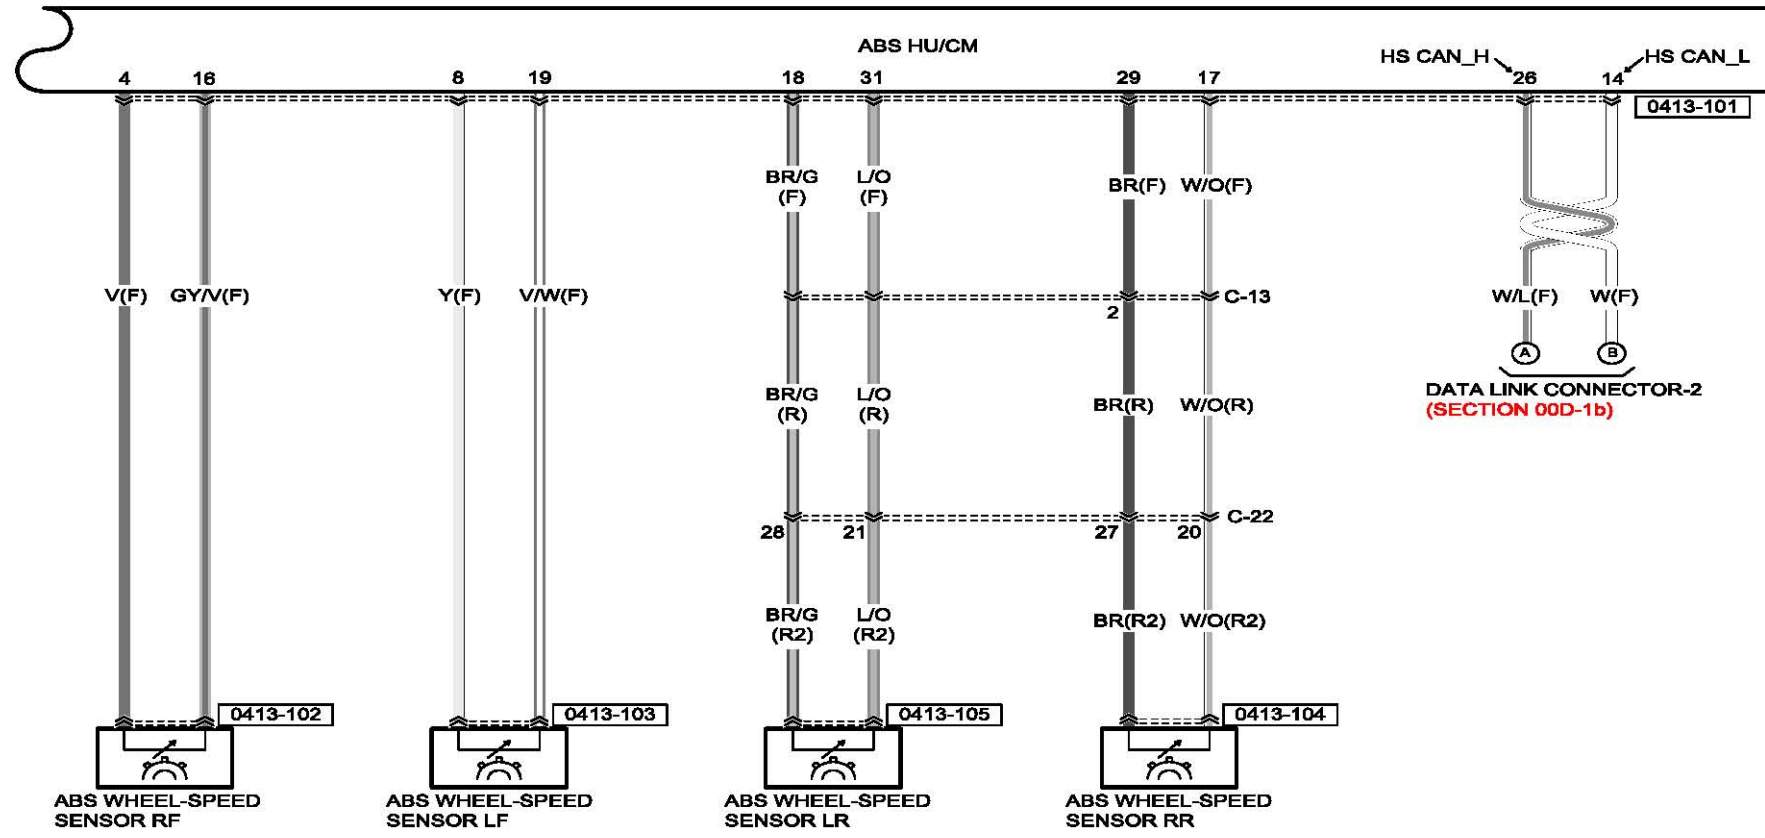 ABS HU/CM
HS CAN_H
HS CAN_L
4 16 8 19 18 31 29 17 26 14
0413-101
BR/G (F)
L/O (F)
BR(F)
W/O(F)
V(F)
GY/V(F)
Y(F)
V/W(F)
C-13
2
W/L(F)
W(F)
A
B
DATA LINK CONNECTOR-2
(SECTION 00D-1b)
BR/G (R)
L/O (R)
BR(R)
W/O(R)
C-22
28 21 27 20
BR/G (R2)
L/O (R2)
BR(R2)
W/O(R2)
0413-102
0413-103
0413-105
0413-104
ABS WHEEL-SPEED
SENSOR RF
ABS WHEEL-SPEED
SENSOR LF
ABS WHEEL-SPEED
SENSOR LR
ABS WHEEL-SPEED
SENSOR RR